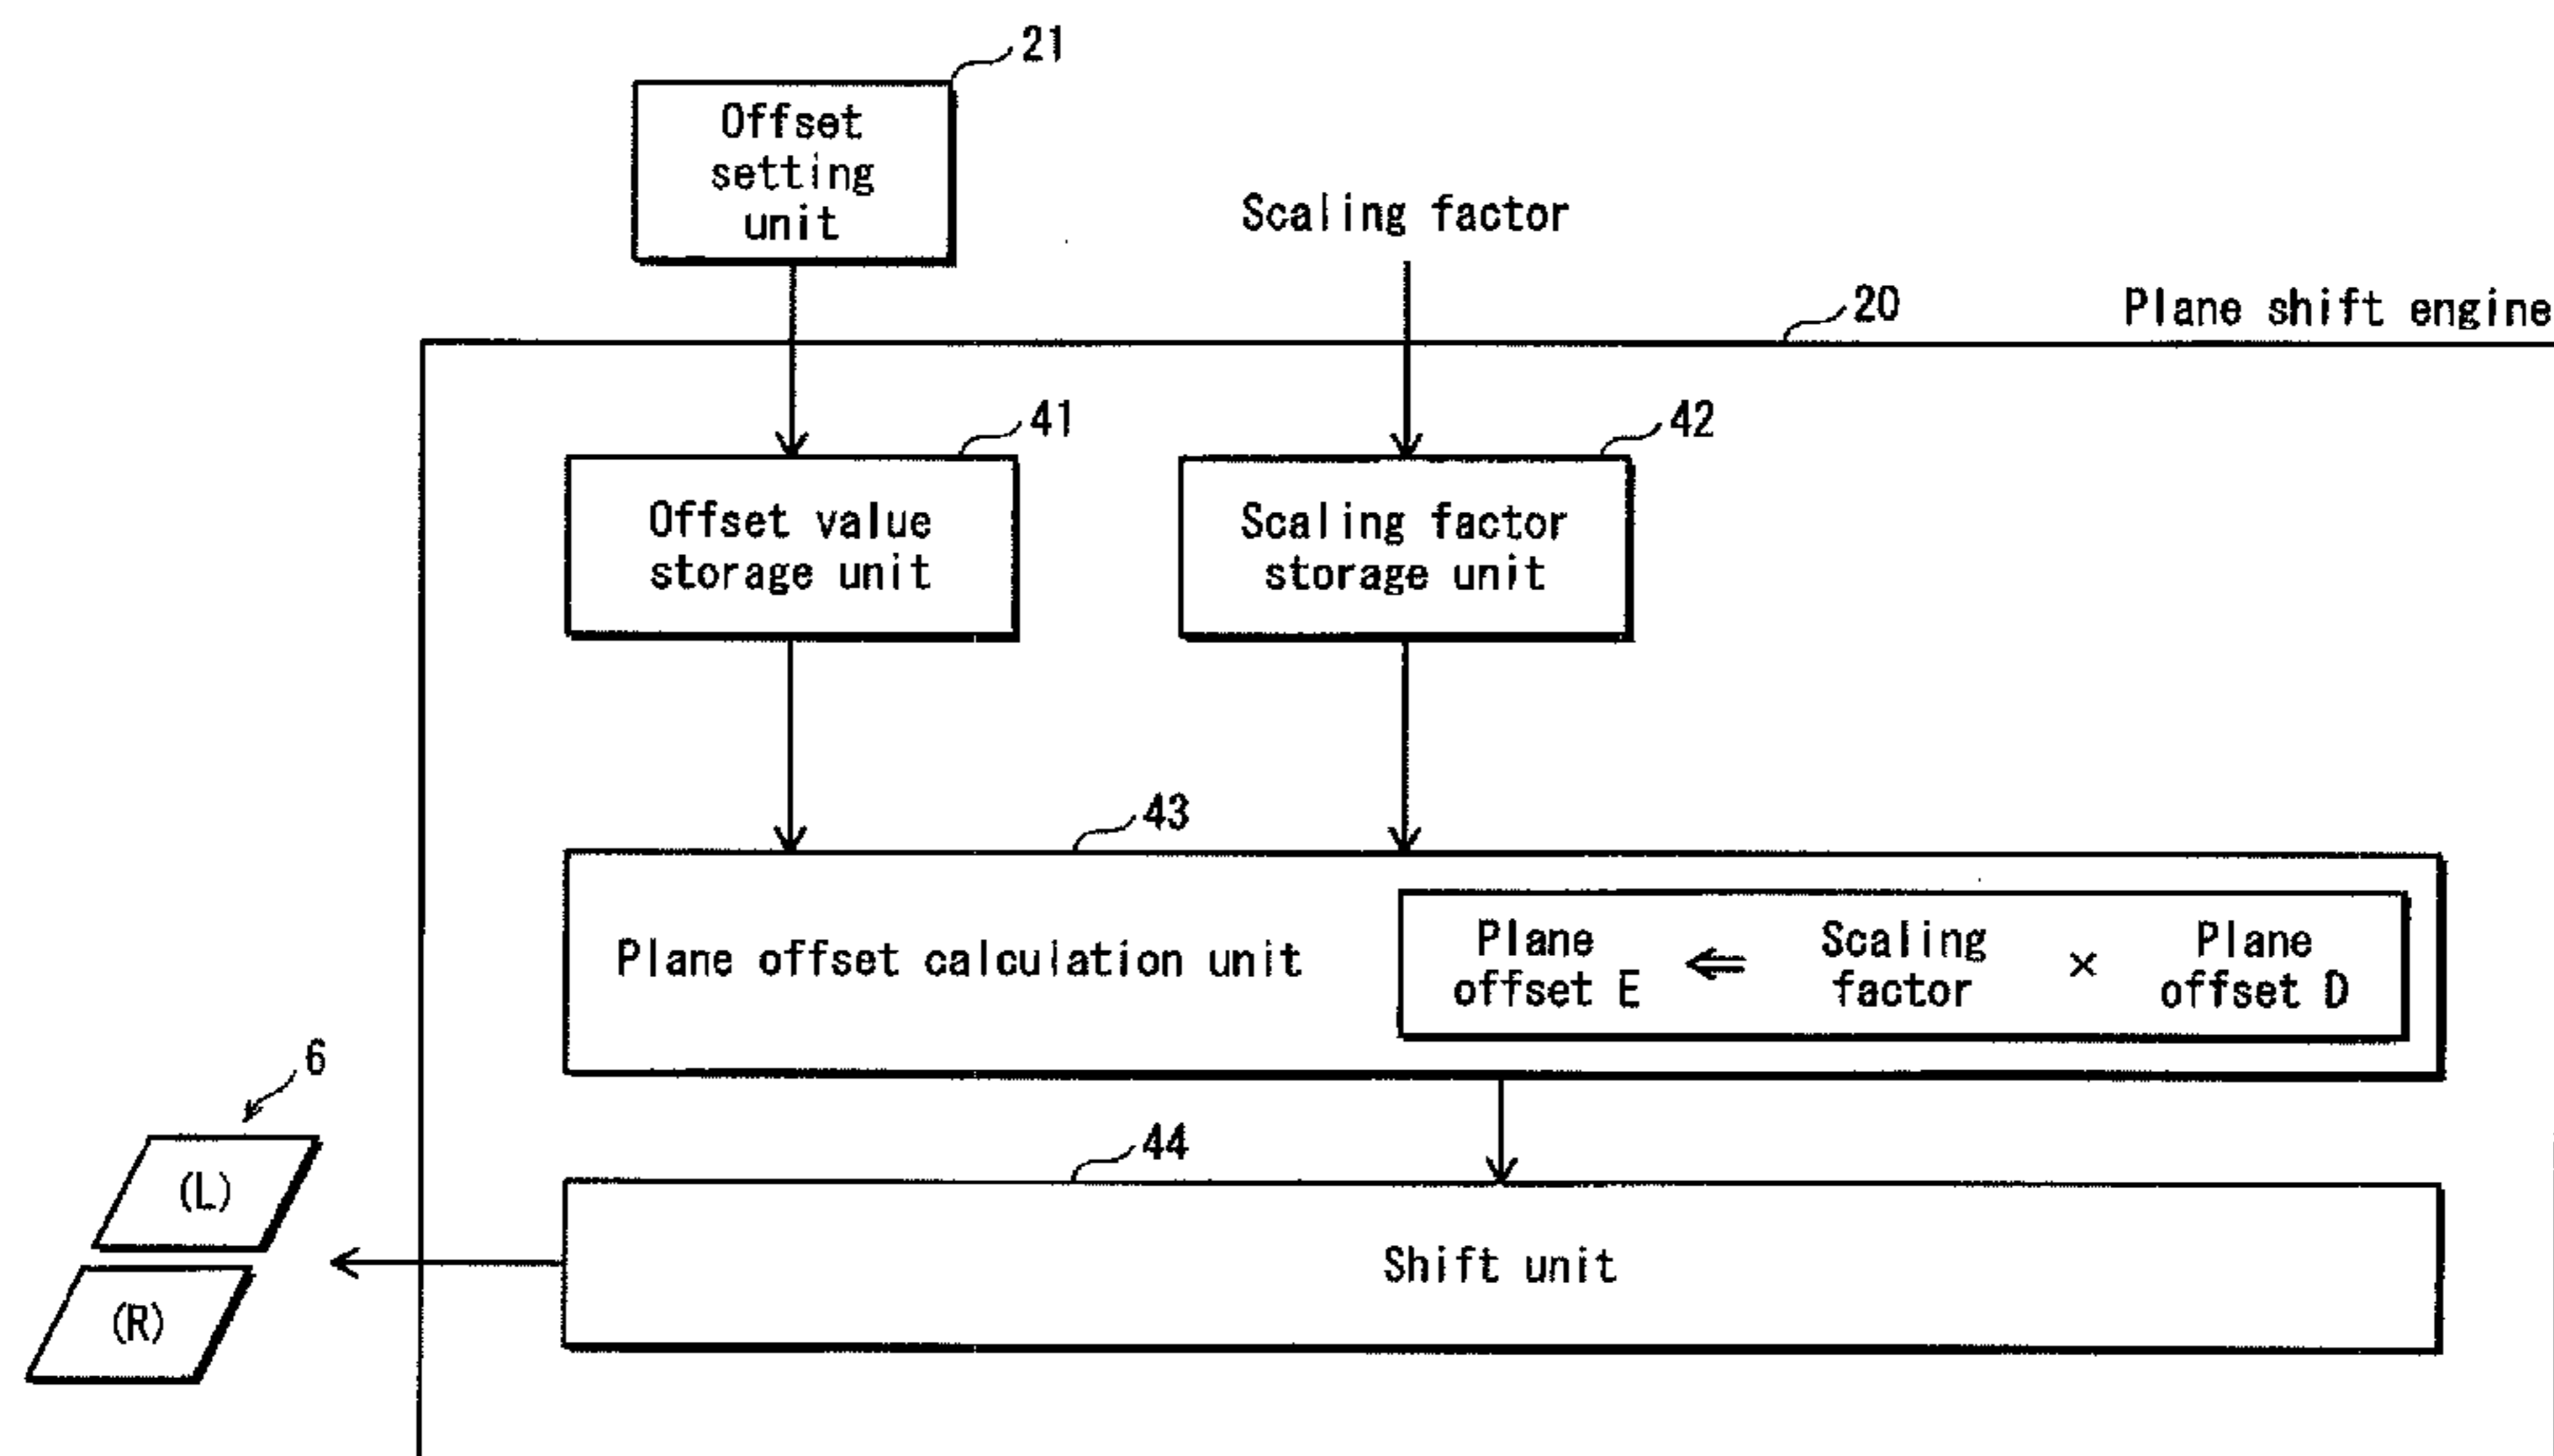 21
Offset
setting
unit
Scaling factor
20
Plane shift engine
41
42
Offset value
storage unit
Scaling factor
storage unit
43
Plane offset calculation unit
Plane
offset E
⇐
Scaling
factor
×
Plane
offset D
6
44
(L)
(R)
Shift unit